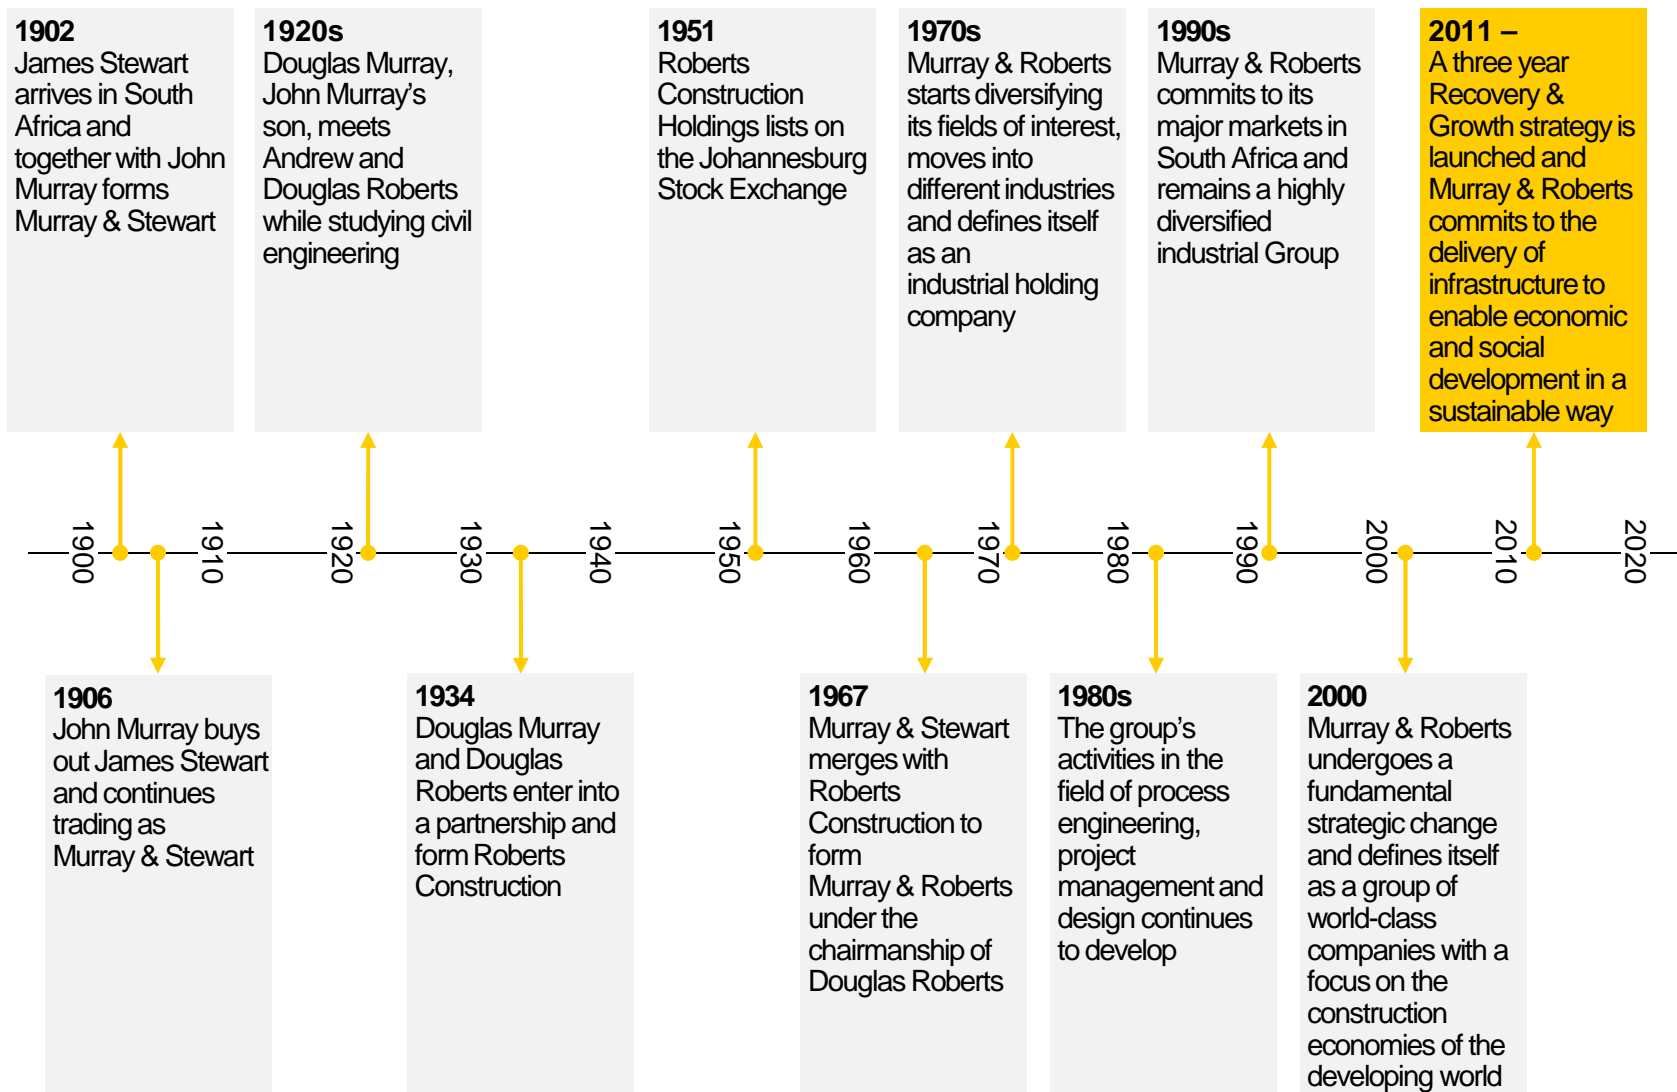 1902
James Stewart
arrives in South
Africa and
together with John
Murray forms
Murray & Stewart
1920s
Douglas Murray,
John Murray’s
son, meets
Andrew and
Douglas Roberts
while studying civil
engineering
1951
Roberts
Construction
Holdings lists on
the Johannesburg
Stock Exchange
1970s
Murray & Roberts
starts diversifying
its fields of interest,
moves into
different industries
and defines itself
as an
industrial holding
company
1990s
Murray & Roberts
commits to its
major markets in
South Africa and
remains a highly
diversified
industrial Group
2011 –
A three year
Recovery &
Growth strategy is
launched and
Murray & Roberts
commits to the
delivery of
infrastructure to
enable economic
and social
development in a
sustainable way
1900
1910
1920
1930
1940
1950
1960
1970
1980
1990
2000
2010
2020
1906
John Murray buys
out James Stewart
and continues
trading as
Murray & Stewart
1934
Douglas Murray
and Douglas
Roberts enter into
a partnership and
form Roberts
Construction
1967
Murray & Stewart
merges with
Roberts
Construction to
form
Murray & Roberts
under the
chairmanship of
Douglas Roberts
1980s
The group’s
activities in the
field of process
engineering,
project
management and
design continues
to develop
2000
Murray & Roberts
undergoes a
fundamental
strategic change
and defines itself
as a group of
world-class
companies with a
focus on the
construction
economies of the
developing world